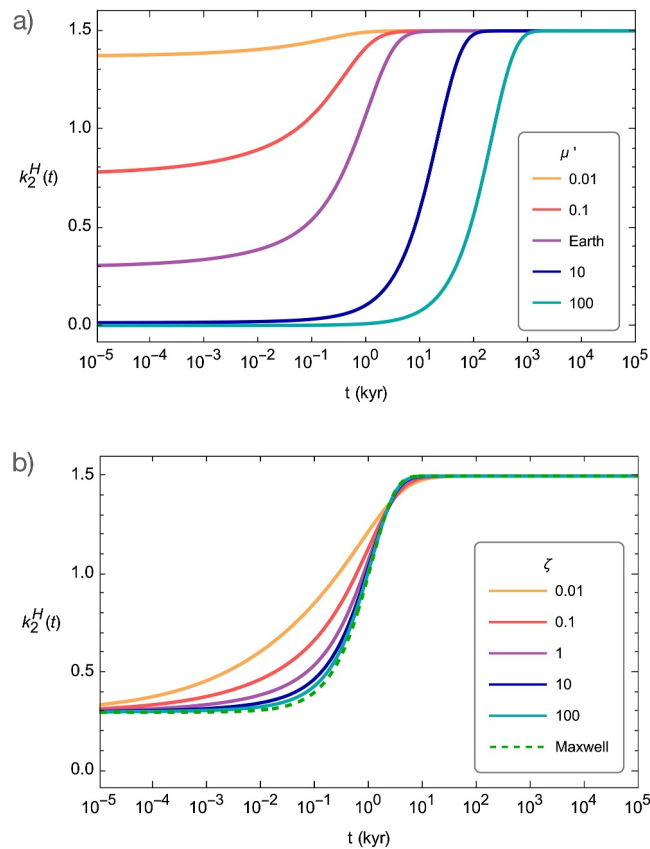 a)
1.5
1.0
0.5
0.0
k₂ᴴ(t)
μ '
0.01
0.1
Earth
10
100
10⁻⁵ 10⁻⁴ 10⁻³ 10⁻² 10⁻¹ 10⁰ 10¹ 10² 10³ 10⁴ 10⁵
t (kyr)
b)
1.5
1.0
0.5
0.0
k₂ᴴ(t)
ζ
0.01
0.1
1
10
100
Maxwell
10⁻⁵ 10⁻⁴ 10⁻³ 10⁻² 10⁻¹ 10⁰ 10¹ 10² 10³ 10⁴ 10⁵
t (kyr)